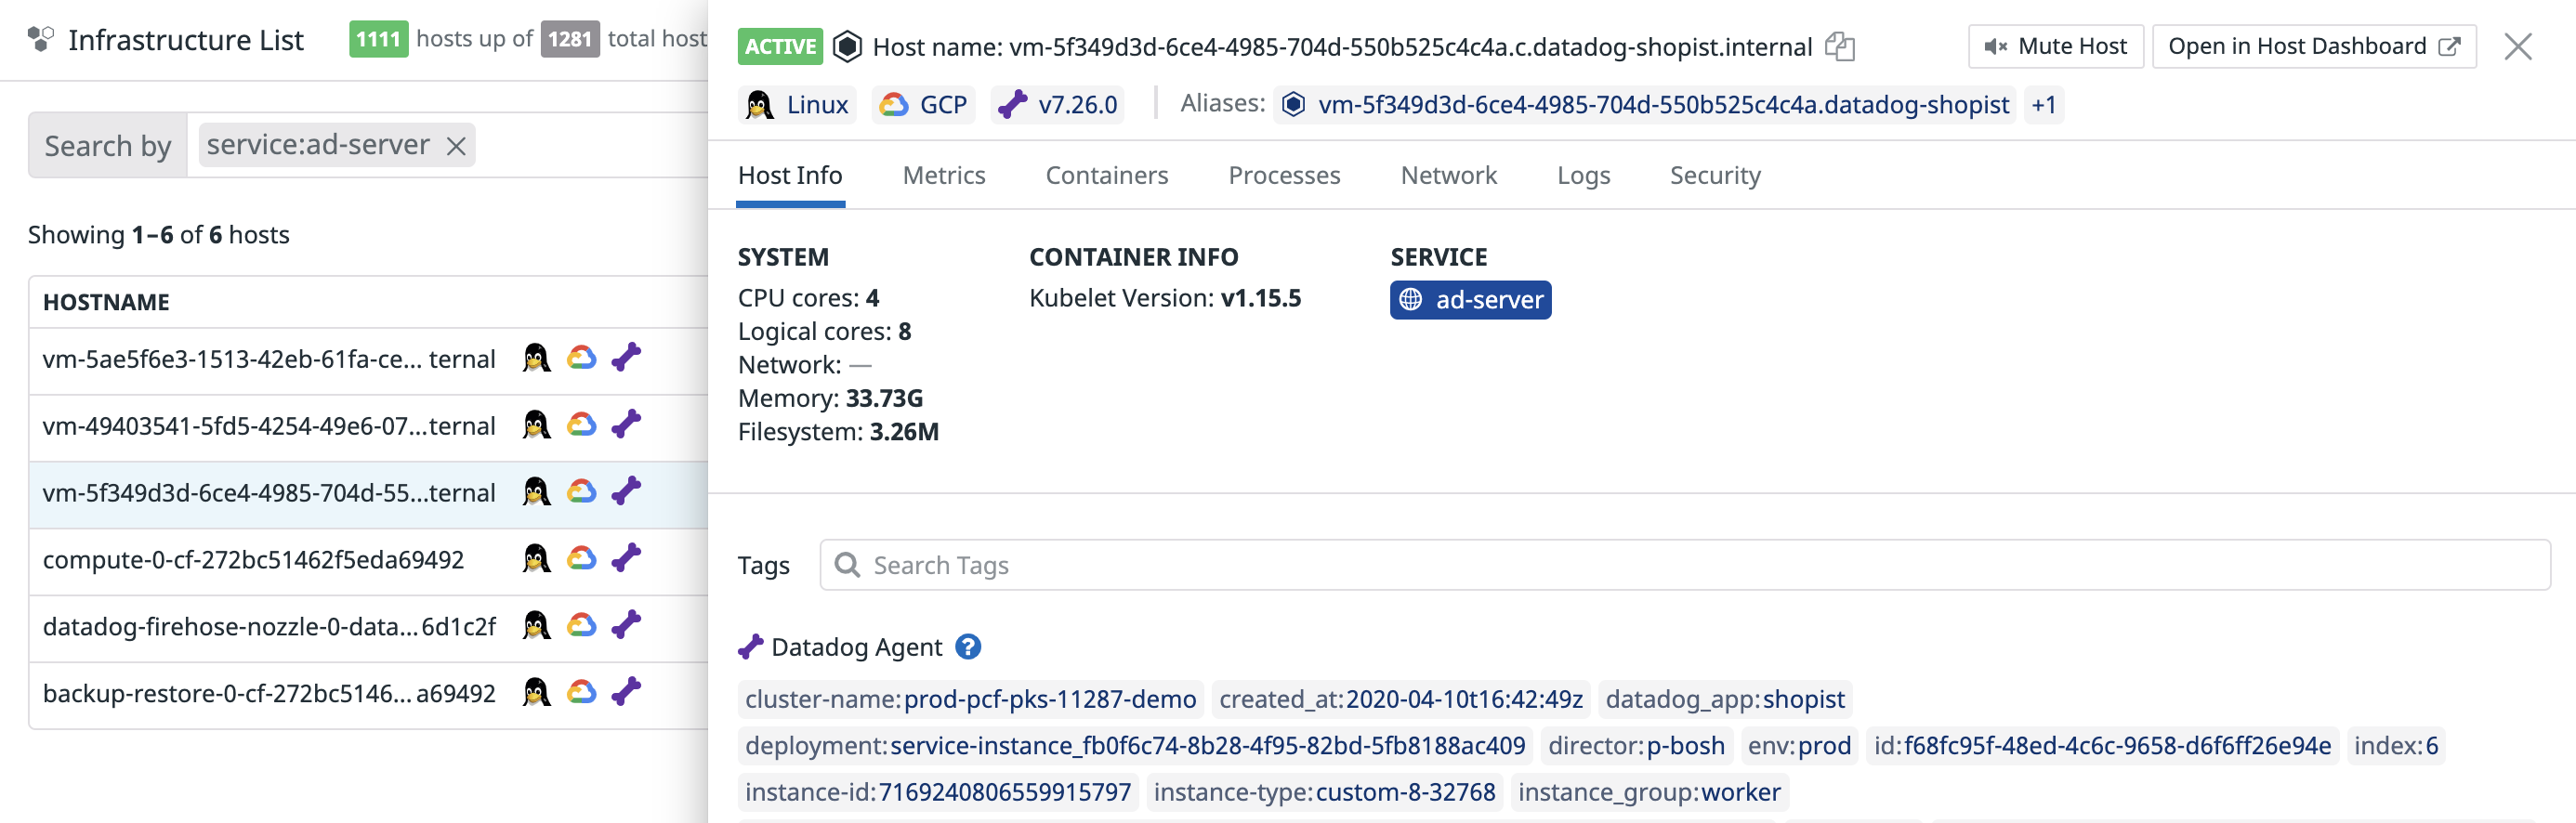 Infrastructure List 1111 hosts up of 1281 total host
Search by service:ad-server
Showing 1–6 of 6 hosts
HOSTNAME
vm-5ae5f6e3-1513-42eb-61fa-ce... ternal
vm-49403541-5fd5-4254-49e6-07...ternal
vm-5f349d3d-6ce4-4985-704d-55...ternal
compute-0-cf-272bc51462f5eda69492
datadog-firehose-nozzle-0-data...6d1c2f
backup-restore-0-cf-272bc5146... a69492
ACTIVE Host name: vm-5f349d3d-6ce4-4985-704d-550b525c4c4a.c.datadog-shopist.internal Mute Host Open in Host Dashboard
Linux GCP v7.26.0 Aliases: vm-5f349d3d-6ce4-4985-704d-550b525c4c4a.datadog-shopist +1
Host Info Metrics Containers Processes Network Logs Security
SYSTEM
CPU cores: 4
Logical cores: 8
Network: —
Memory: 33.73G
Filesystem: 3.26M
CONTAINER INFO
Kubelet Version: v1.15.5
SERVICE
ad-server
Tags Search Tags
Datadog Agent ?
cluster-name:prod-pcf-pks-11287-demo created_at:2020-04-10t16:42:49z datadog_app:shopist
deployment:service-instance_fb0f6c74-8b28-4f95-82bd-5fb8188ac409 director:p-bosh env:prod id:f68fc95f-48ed-4c6c-9658-d6f6ff26e94e index:6
instance-id:7169240806559915797 instance-type:custom-8-32768 instance_group:worker